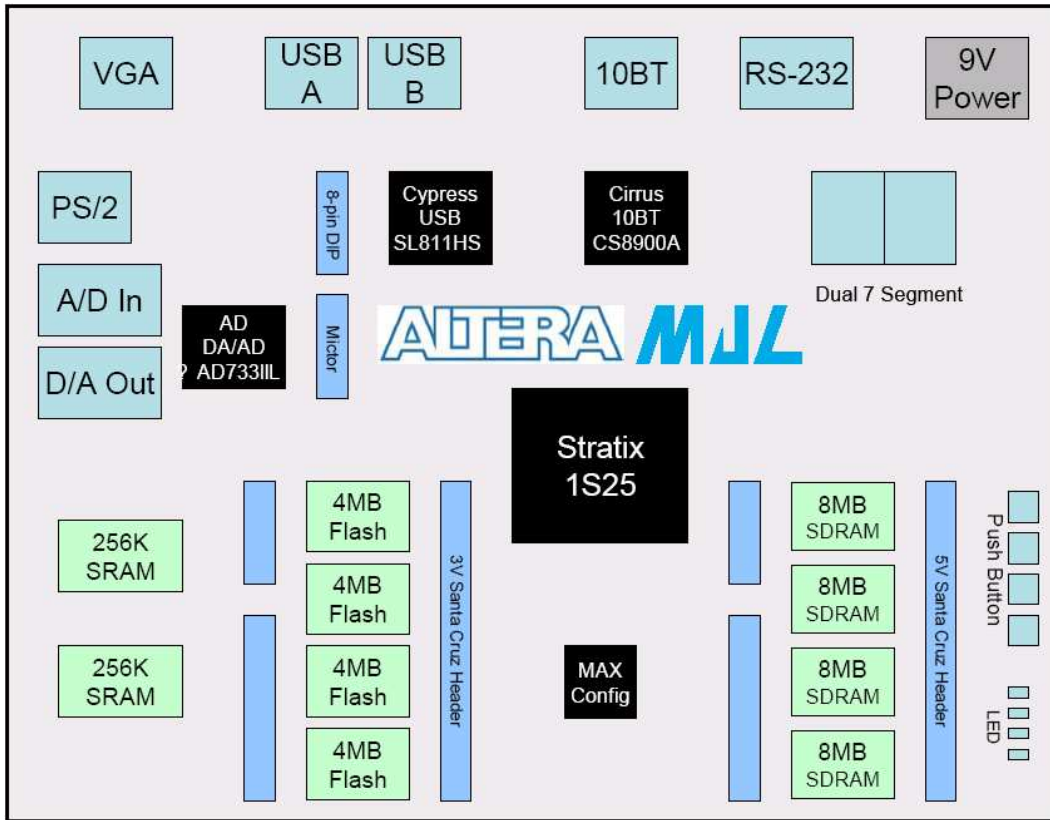 VGA
USB
A
USB
B
10BT
RS-232
9V
Power
PS/2
8-pin DIP
Cypress
USB
SL811HS
Cirrus
10BT
CS8900A
Dual 7 Segment
A/D In
D/A Out
AD
DA/AD
? AD733IIL
Mictor
ALTERA
MJL
Stratix
1S25
256K
SRAM
256K
SRAM
4MB
Flash
4MB
Flash
4MB
Flash
4MB
Flash
3V Santa Cruz Header
MAX
Config
8MB
SDRAM
8MB
SDRAM
8MB
SDRAM
8MB
SDRAM
5V Santa Cruz Header
Push Button
LED